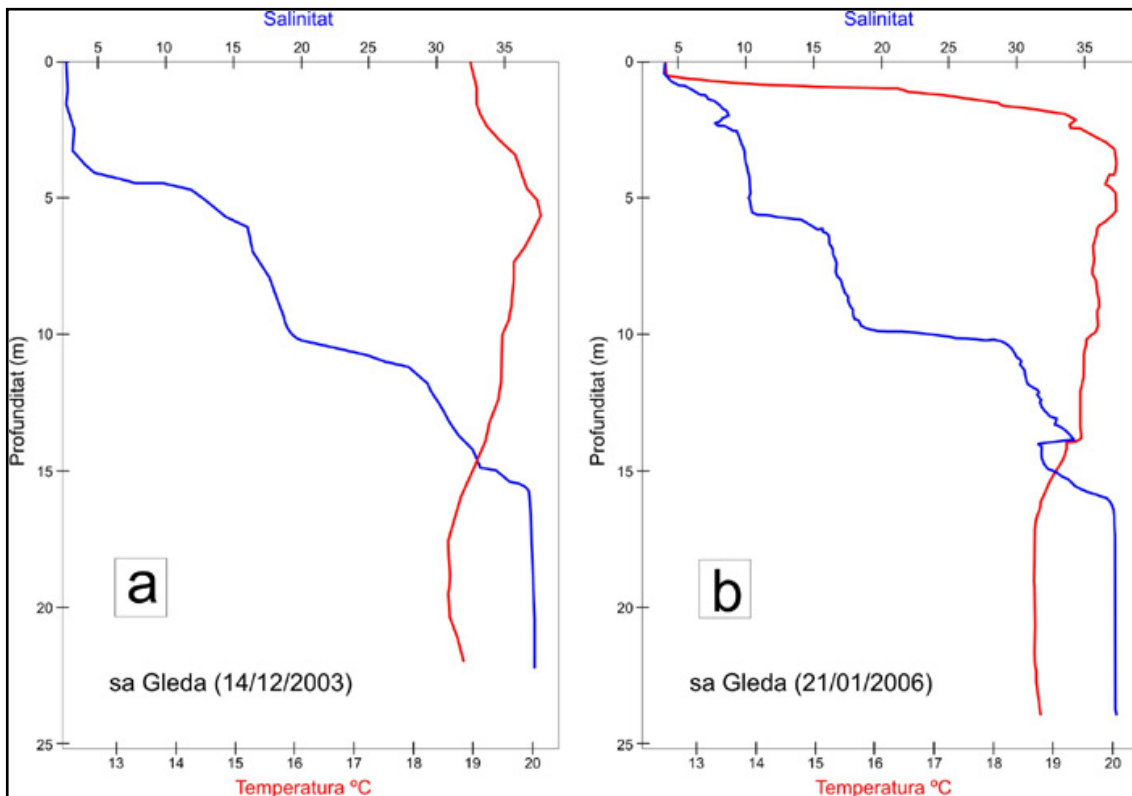 Salinitat
5 10 15 20 25 30 35
0
5
10
15
20
25
Profunditat (m)
a
sa Gleda (14/12/2003)
13 14 15 16 17 18 19 20
Temperatura ºC
Salinitat
5 10 15 20 25 30 35
0
5
10
15
20
25
Profunditat (m)
b
sa Gleda (21/01/2006)
13 14 15 16 17 18 19 20
Temperatura ºC